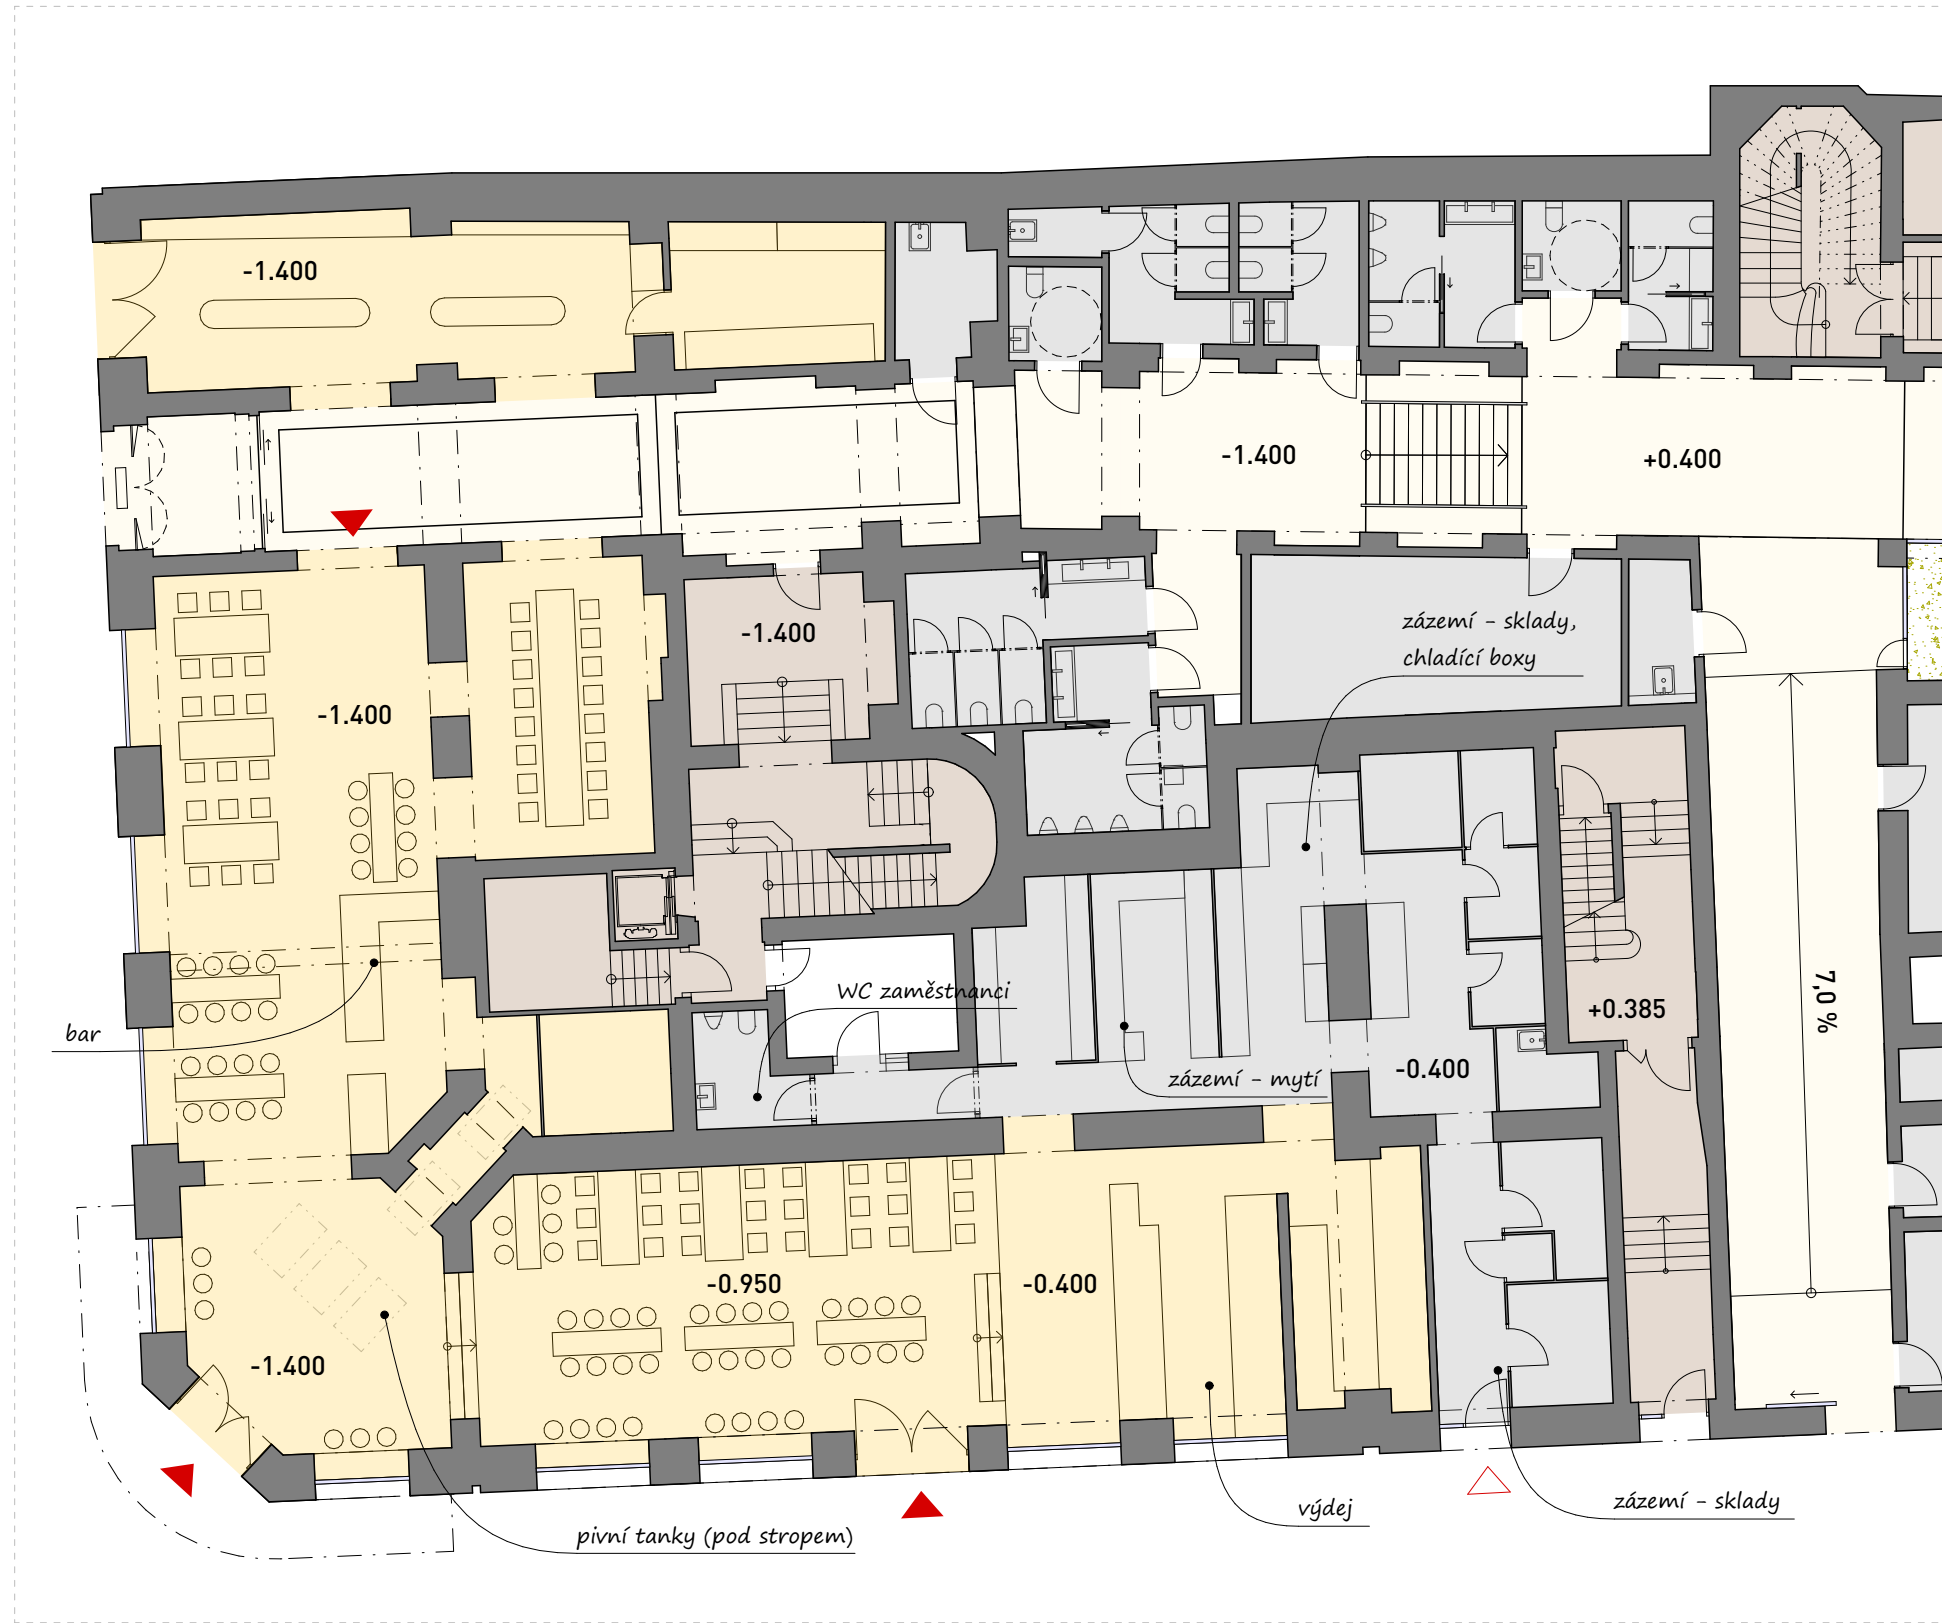 -1.400
-1.400
+0.400
-1.400
zázemí - sklady,
chladící boxy
-1.400
7,0 %
WC zaměstnanci
+0.385
bar
-0.400
zázemí - mytí
-0.950
-0.400
-1.400
výdej
zázemí - sklady
pivní tanky (pod stropem)